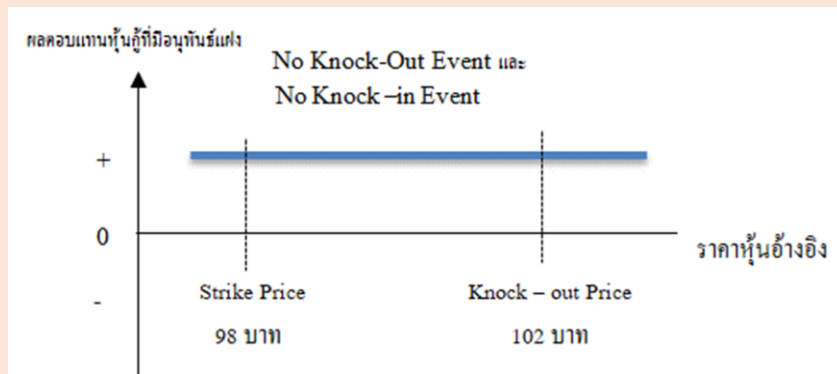 ผลตอบแทนหุ้นกู้ที่มีอนุพันธ์แฝง
No Knock-Out Event และ
No Knock –in Event
+
0
ราคาหุ้นอ้างอิง
-
Strike Price
Knock – out Price
98 บาท
102 บาท